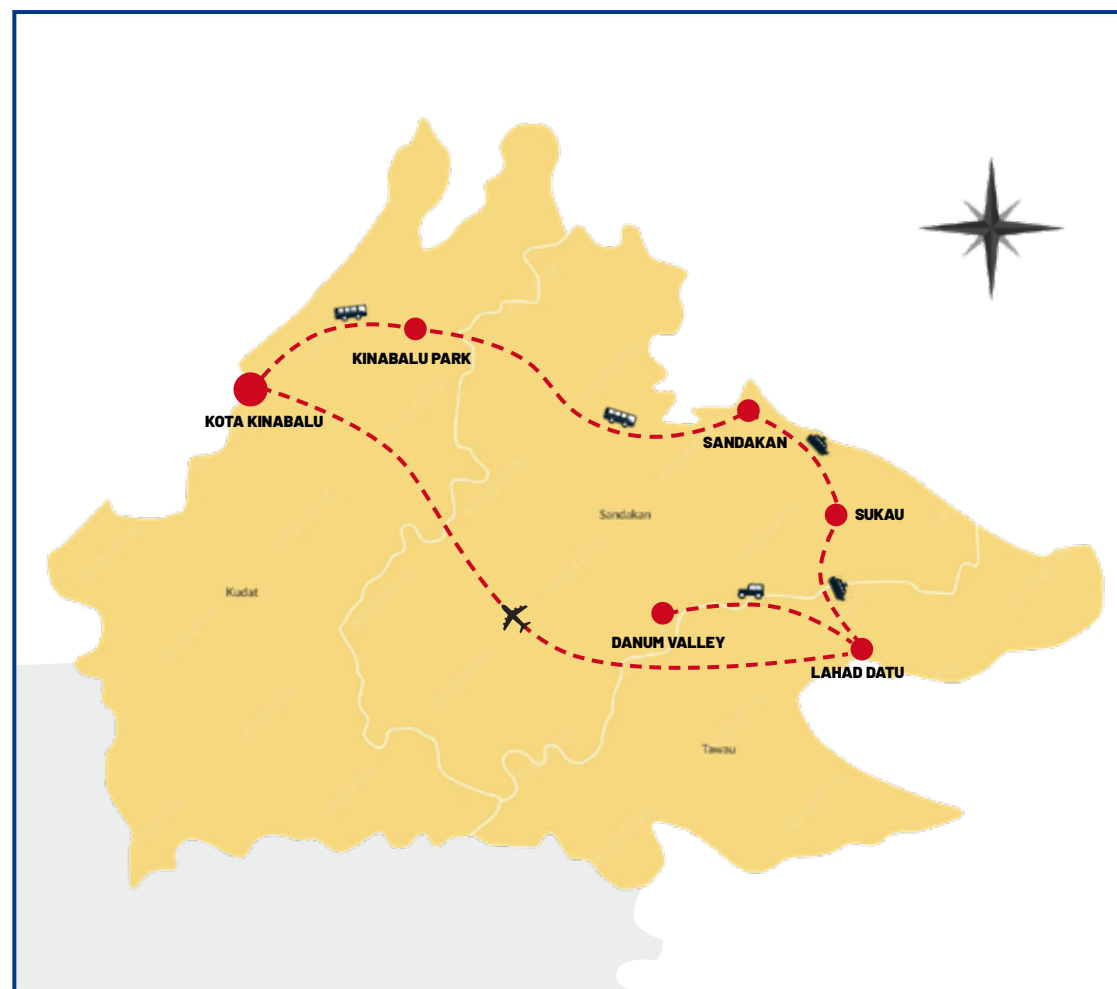 KINABALU PARK
KOTA KINABALU
SANDAKAN
SUKAU
Sandakan
Kudat
DANUM VALLEY
LAHAD DATU
Tawau